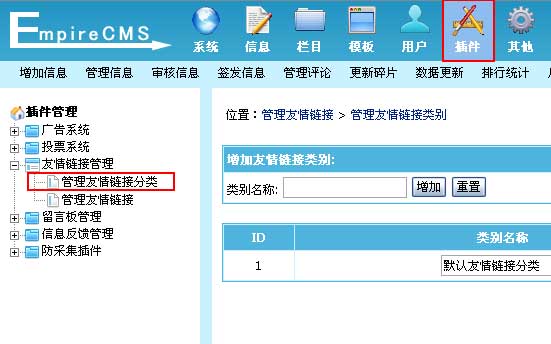 EmpireCMS
系统 信息 栏目 模板 用户 插件 其他
增加信息 管理信息 审核信息 签发信息 管理评论 更新碎片 数据更新 排行统计
插件管理
广告系统
投票系统
友情链接管理
管理友情链接分类
管理友情链接
留言板管理
信息反馈管理
防采集插件
位置：管理友情链接 > 管理友情链接类别
增加友情链接类别:
类别名称: 增加 重置
ID 类别名称
1 默认友情链接分类